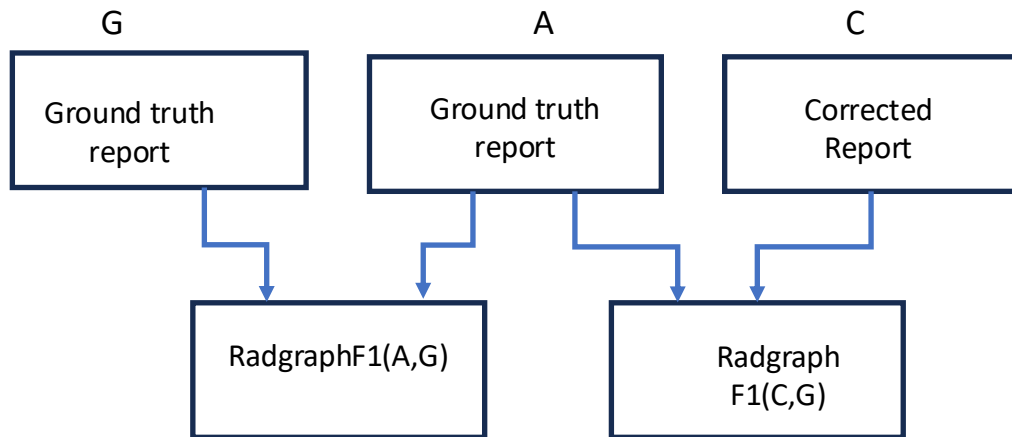 G
A
C
Ground truth
report
Ground truth
report
Corrected
Report
RadgraphF1(A,G)
Radgraph
F1(C,G)